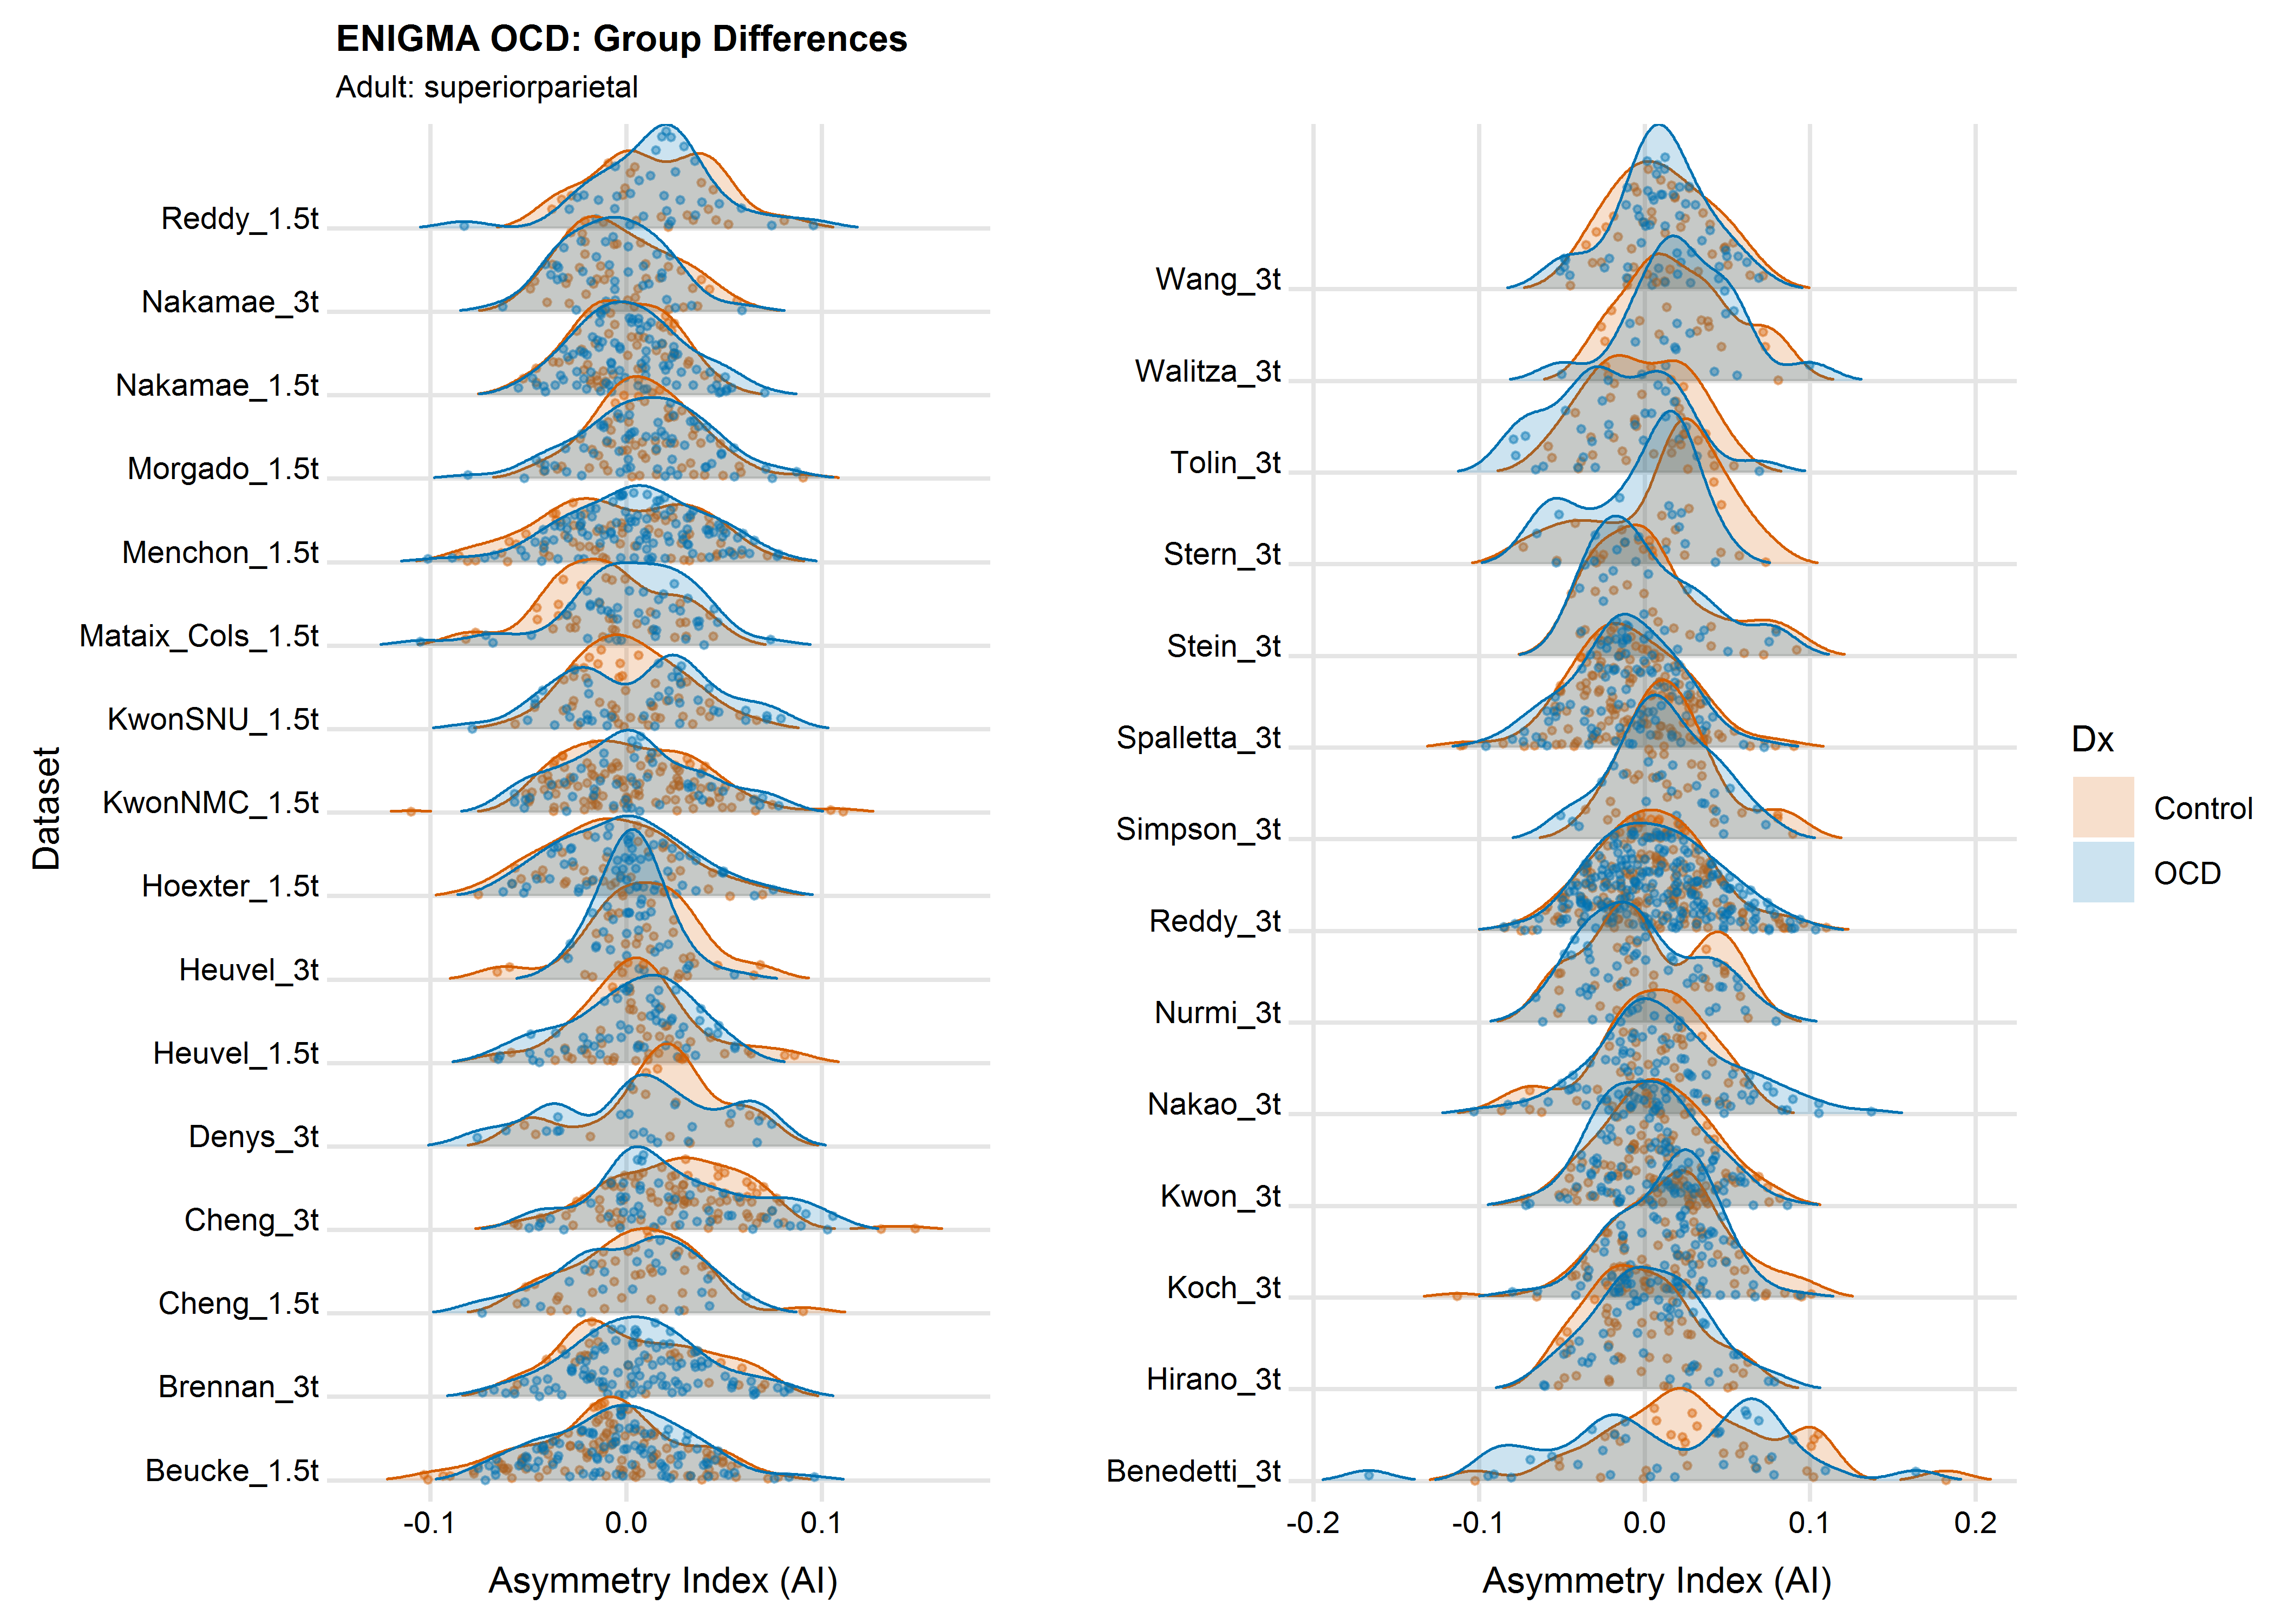 ENIGMA OCD: Group Differences
Adult: superiorparietal
Dataset
Reddy_1.5t
Nakamae_3t
Nakamae_1.5t
Morgado_1.5t
Menchon_1.5t
Mataix_Cols_1.5t
KwonSNU_1.5t
KwonNMC_1.5t
Hoexter_1.5t
Heuvel_3t
Heuvel_1.5t
Denys_3t
Cheng_3t
Cheng_1.5t
Brennan_3t
Beucke_1.5t
-0.1 0.0 0.1
Asymmetry Index (AI)
Wang_3t
Walitza_3t
Tolin_3t
Stern_3t
Stein_3t
Spalletta_3t
Simpson_3t
Reddy_3t
Nurmi_3t
Nakao_3t
Kwon_3t
Koch_3t
Hirano_3t
Benedetti_3t
-0.2 -0.1 0.0 0.1 0.2
Asymmetry Index (AI)
Dx
Control
OCD